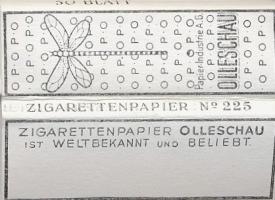 50 BLATT
Papier-Industrie A.G.
OLLESCHAU
ZIGARETTENPAPIER Nº 225
ZIGARETTENPAPIER OLLESCHAU
IST WELTBEKANNT UND BELIEBT.